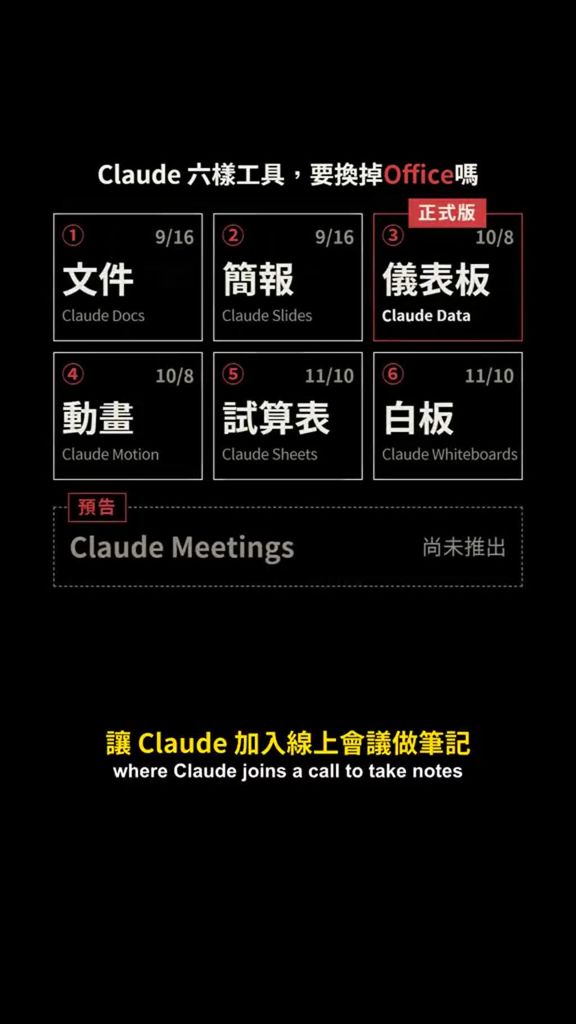 Claude 六樣工具，要換掉Office嗎
正式版
① 9/16
文件
Claude Docs
② 9/16
簡報
Claude Slides
③ 10/8
儀表板
Claude Data
④ 10/8
動畫
Claude Motion
⑤ 11/10
試算表
Claude Sheets
⑥ 11/10
白板
Claude Whiteboards
預告
Claude Meetings 尚未推出
讓 Claude 加入線上會議做筆記
where Claude joins a call to take notes